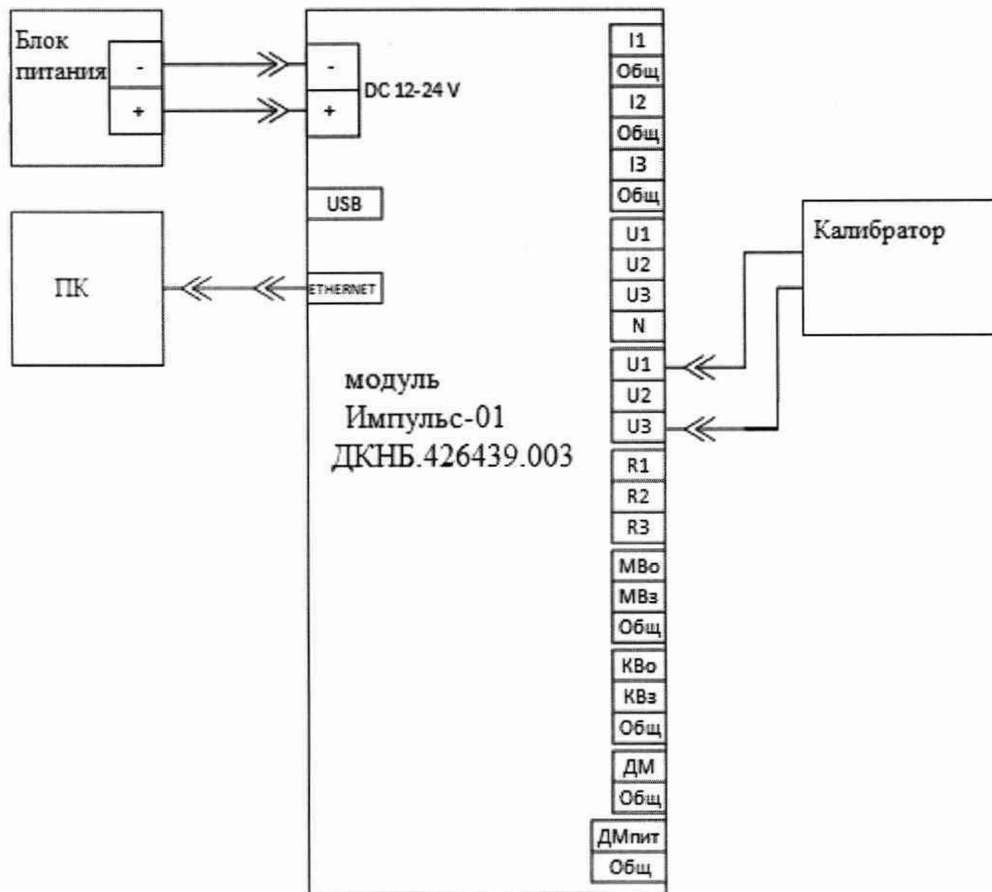 Блок
питания
-
+
-
+
DC 12-24 V
USB
ПК
ETHERNET
модуль
Импульс-01
ДКНБ.426439.003
I1
Общ
I2
Общ
I3
Общ
U1
U2
U3
N
U1
U2
U3
R1
R2
R3
МВо
МВз
Общ
КВо
КВз
Общ
ДМ
Общ
ДМпит
Общ
Калибратор